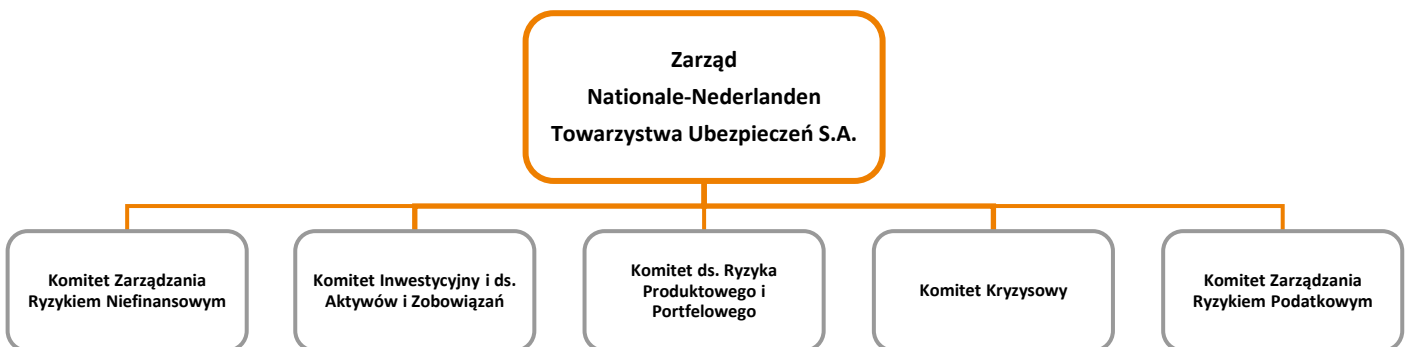 Zarząd
Nationale-Nederlanden
Towarzystwa Ubezpieczeń S.A.
Komitet Zarządzania
Ryzykiem Niefinansowym
Komitet Inwestycyjny i ds.
Aktywów i Zobowiązań
Komitet ds. Ryzyka
Produktowego i
Portfelowego
Komitet Kryzysowy
Komitet Zarządzania
Ryzykiem Podatkowym